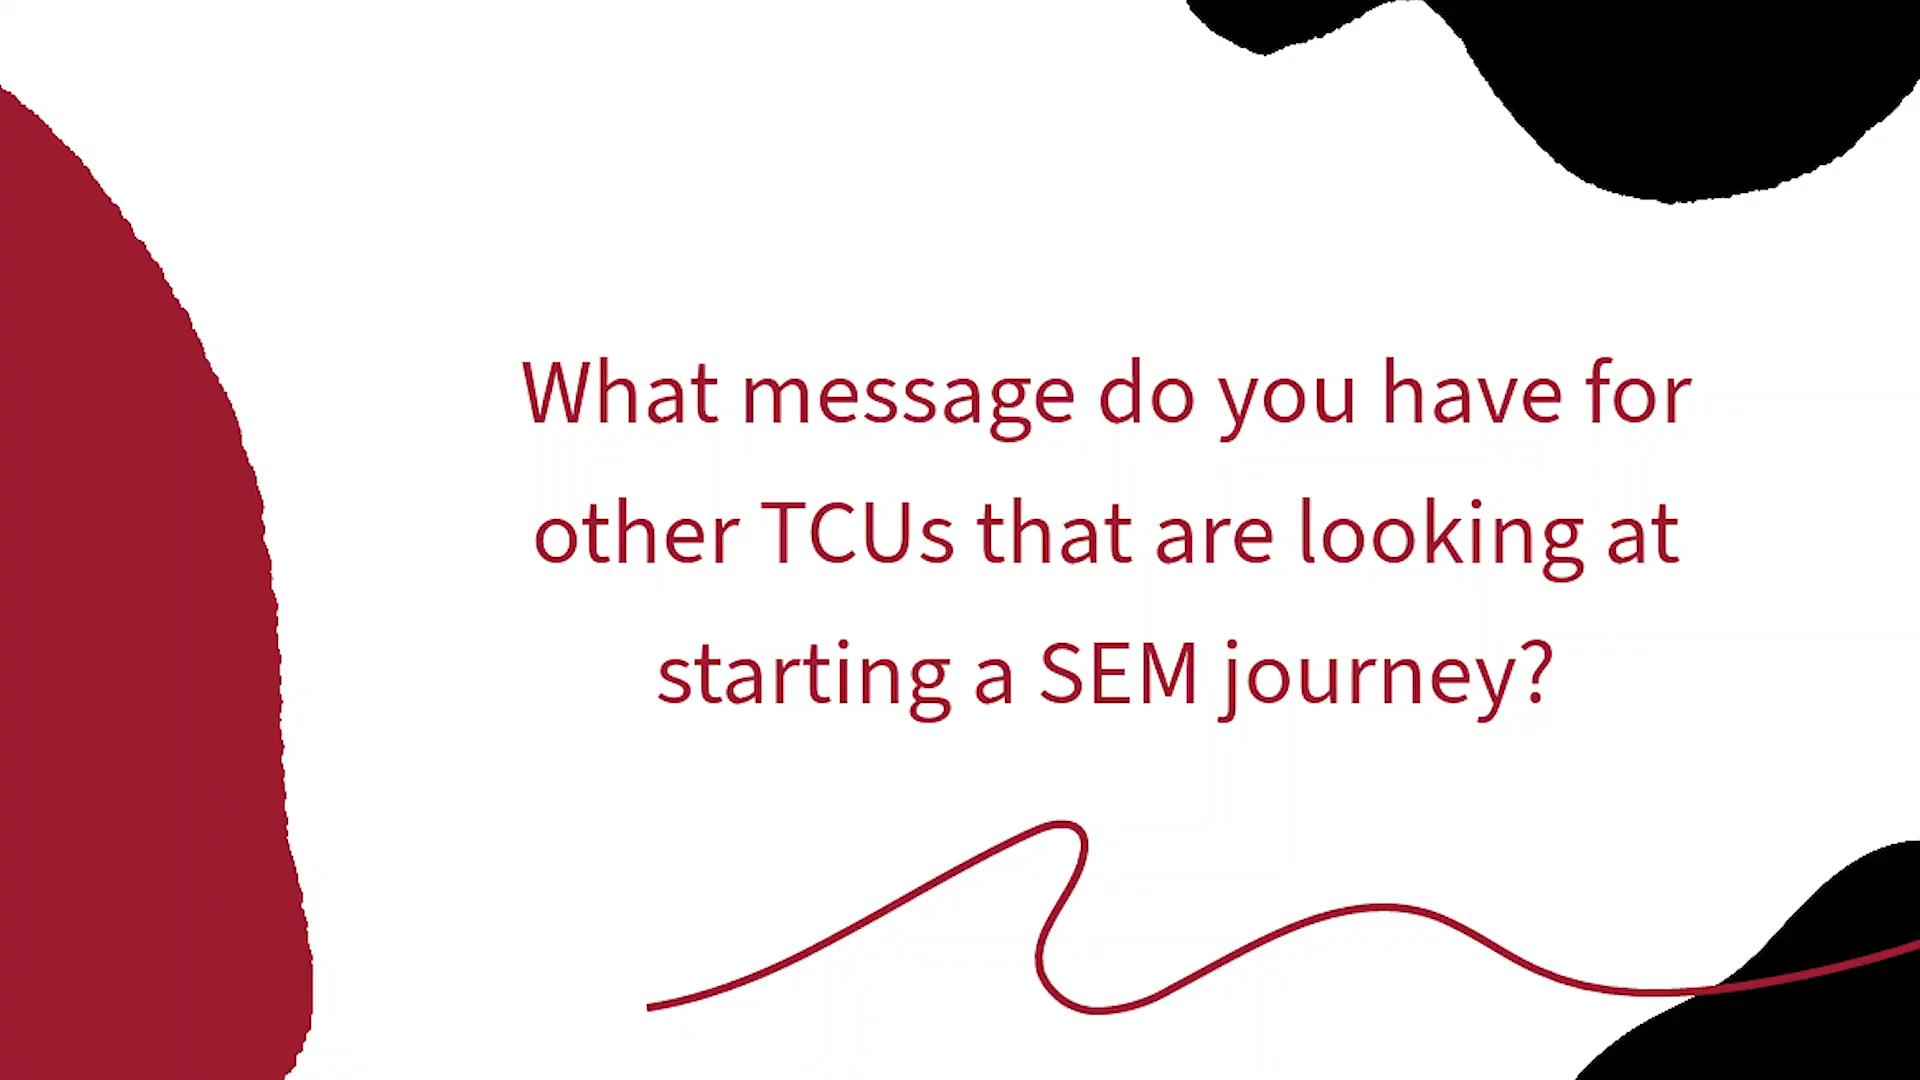 What message do you have for
other TCUs that are looking at
starting a SEM journey?